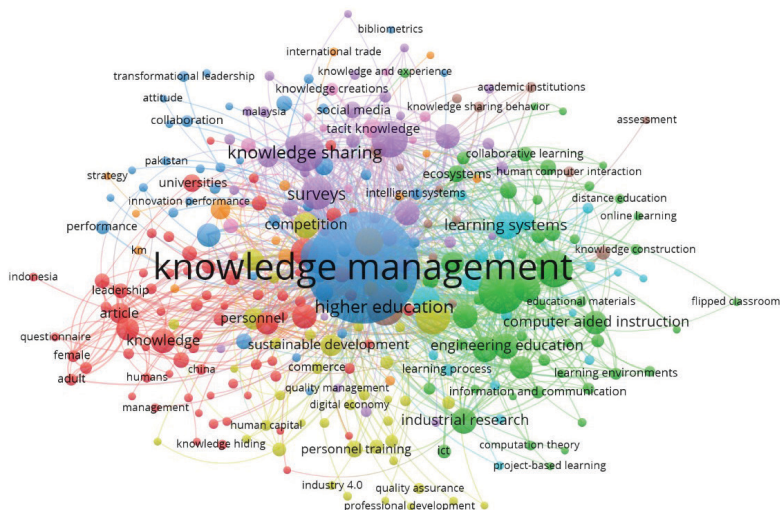 bibliometrics
international trade
transformational leadership
knowledge and experience
attitude
knowledge creations
academic institutions
malaysia
social media
knowledge sharing behavior
collaboration
tacit knowledge
assessment
knowledge sharing
collaborative learning
pakistan
ecosystems
human computer interaction
strategy
universities
surveys
intelligent systems
distance education
innovation performance
online learning
performance
competition
learning systems
km
knowledge construction
knowledge management
indonesia
leadership
educational materials
flipped classroom
article
higher education
personnel
computer aided instruction
questionnaire
knowledge
sustainable development
engineering education
female
commerce
learning process
learning environments
adult
humans
china
quality management
information and communication
management
digital economy
human capital
industrial research
knowledge hiding
personnel training
ict
computation theory
project-based learning
industry 4.0
quality assurance
professional development